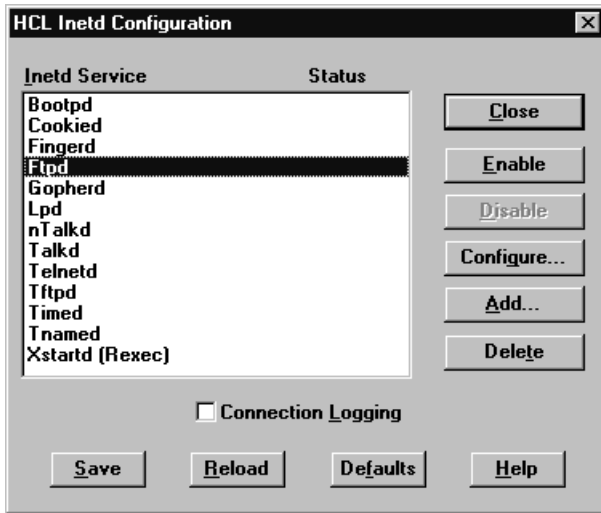 HCL Inetd Configuration
Inetd Service Status
Bootpd
Cookied
Fingerd
Ftpd
Gopherd
Lpd
nTalkd
Talkd
Telnetd
Tftpd
Timed
Tnamed
Xstartd (Rexec)
Close
Enable
Disable
Configure...
Add...
Delete
Connection Logging
Save Reload Defaults Help